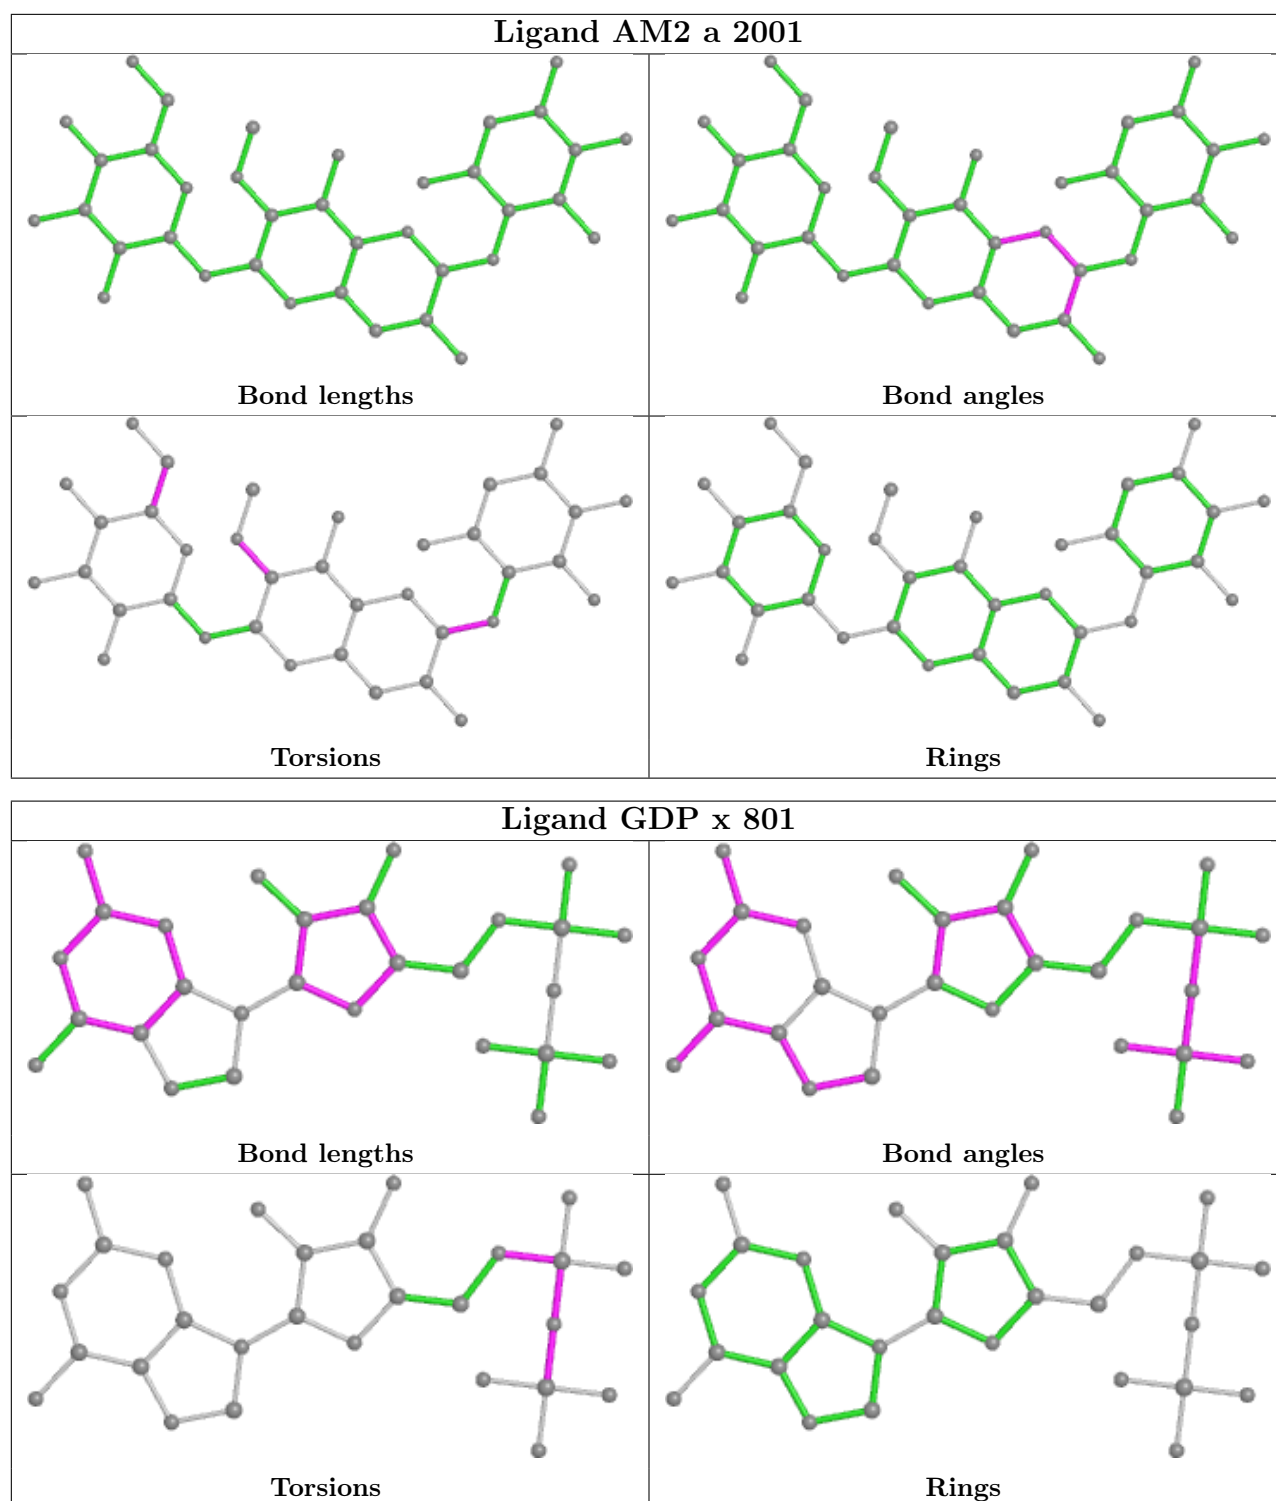 Ligand AM2 a 2001
Bond lengths
Bond angles
Torsions
Rings
Ligand GDP x 801
Bond lengths
Bond angles
Torsions
Rings